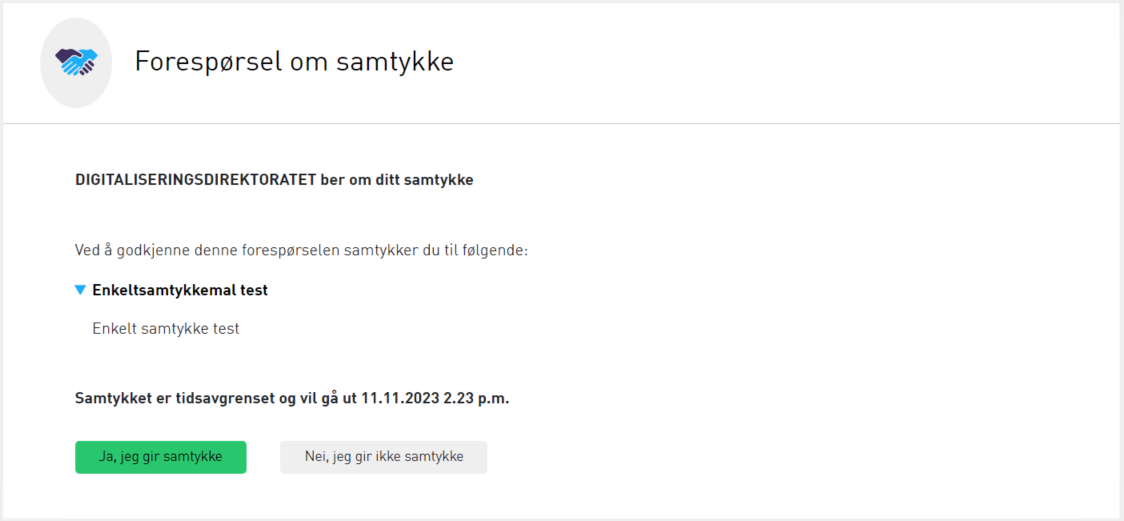 Forespørsel om samtykke
DIGITALISERINGSDIREKTORATET ber om ditt samtykke
Ved å godkjenne denne forespørselen samtykker du til følgende:
Enkeltsamtykkemal test
Enkelt samtykke test
Samtykket er tidsavgrenset og vil gå ut 11.11.2023 2.23 p.m.
Ja, jeg gir samtykke
Nei, jeg gir ikke samtykke